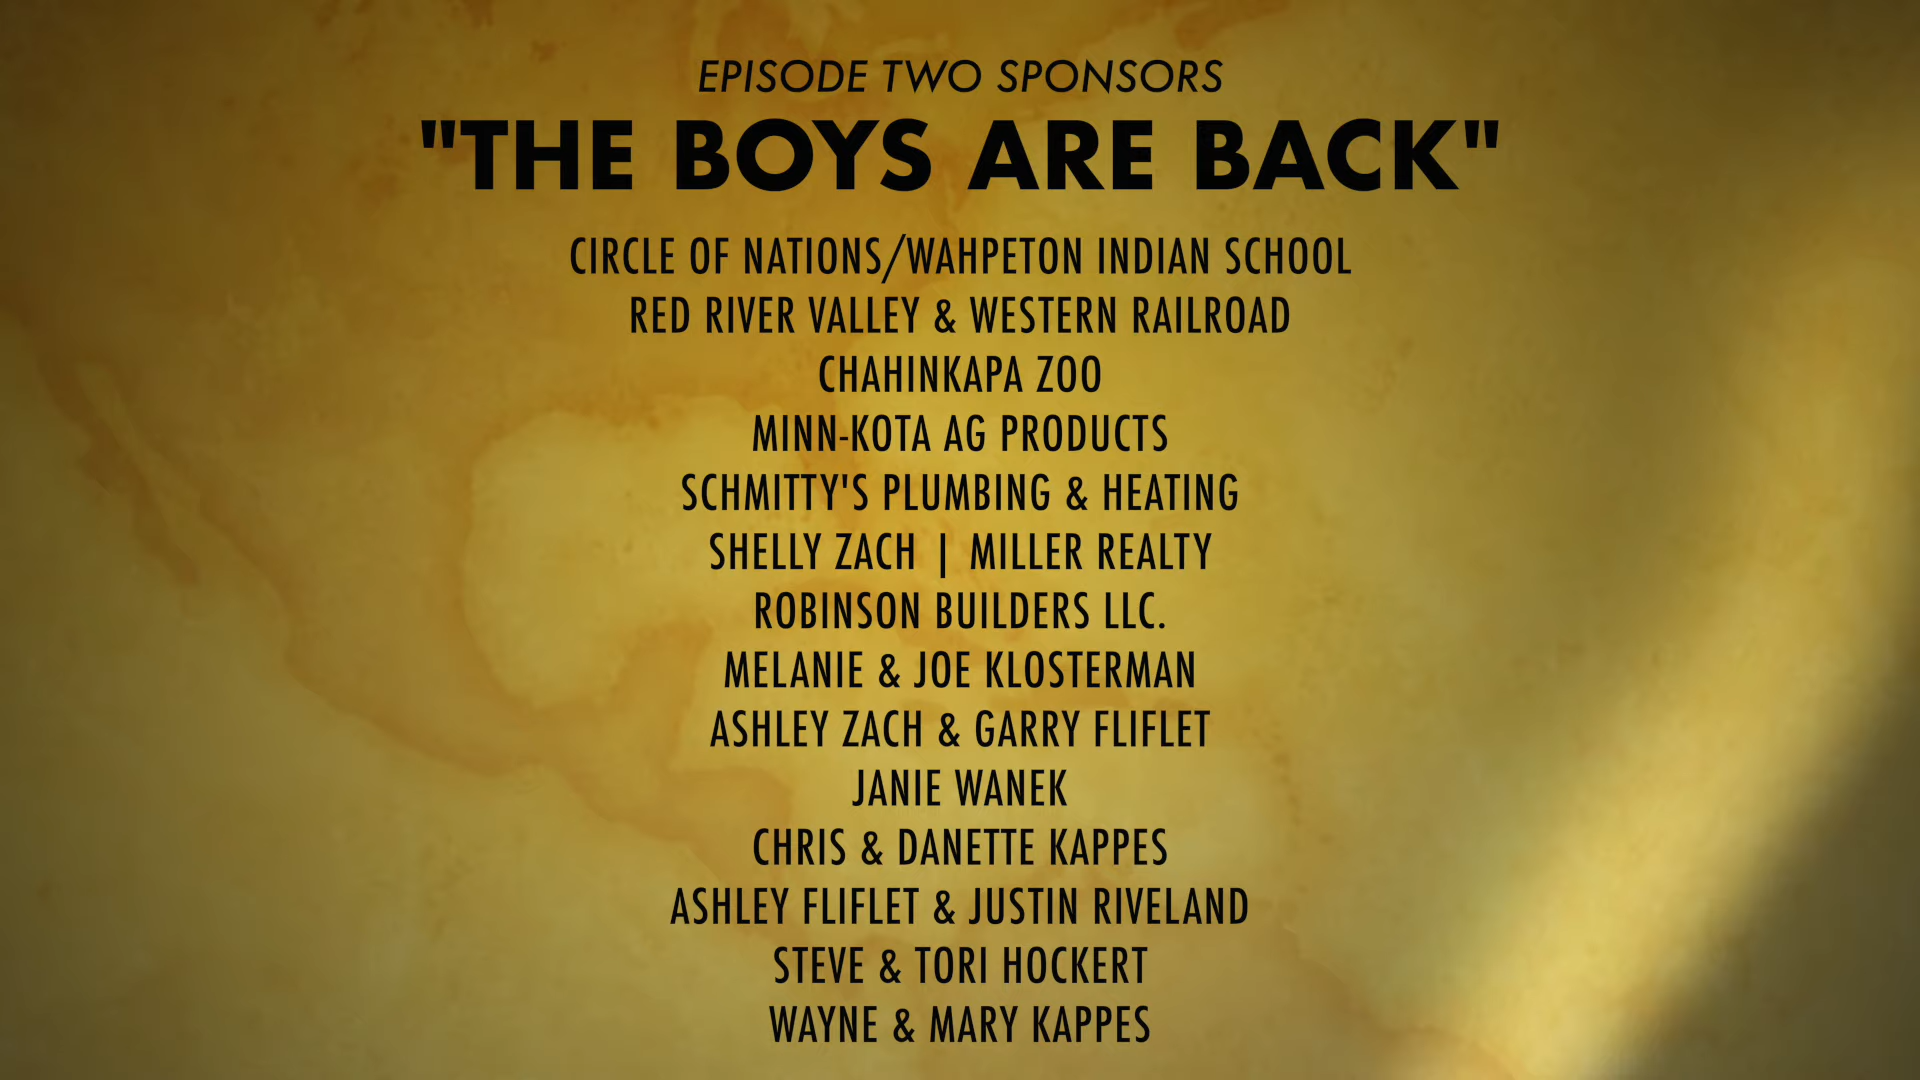 EPISODE TWO SPONSORS
"THE BOYS ARE BACK"
CIRCLE OF NATIONS/WAHPETON INDIAN SCHOOL
RED RIVER VALLEY & WESTERN RAILROAD
CHAHINKAPA ZOO
MINN-KOTA AG PRODUCTS
SCHMITTY'S PLUMBING & HEATING
SHELLY ZACH | MILLER REALTY
ROBINSON BUILDERS LLC.
MELANIE & JOE KLOSTERMAN
ASHLEY ZACH & GARRY FLIFLET
JANIE WANEK
CHRIS & DANETTE KAPPES
ASHLEY FLIFLET & JUSTIN RIVELAND
STEVE & TORI HOCKERT
WAYNE & MARY KAPPES